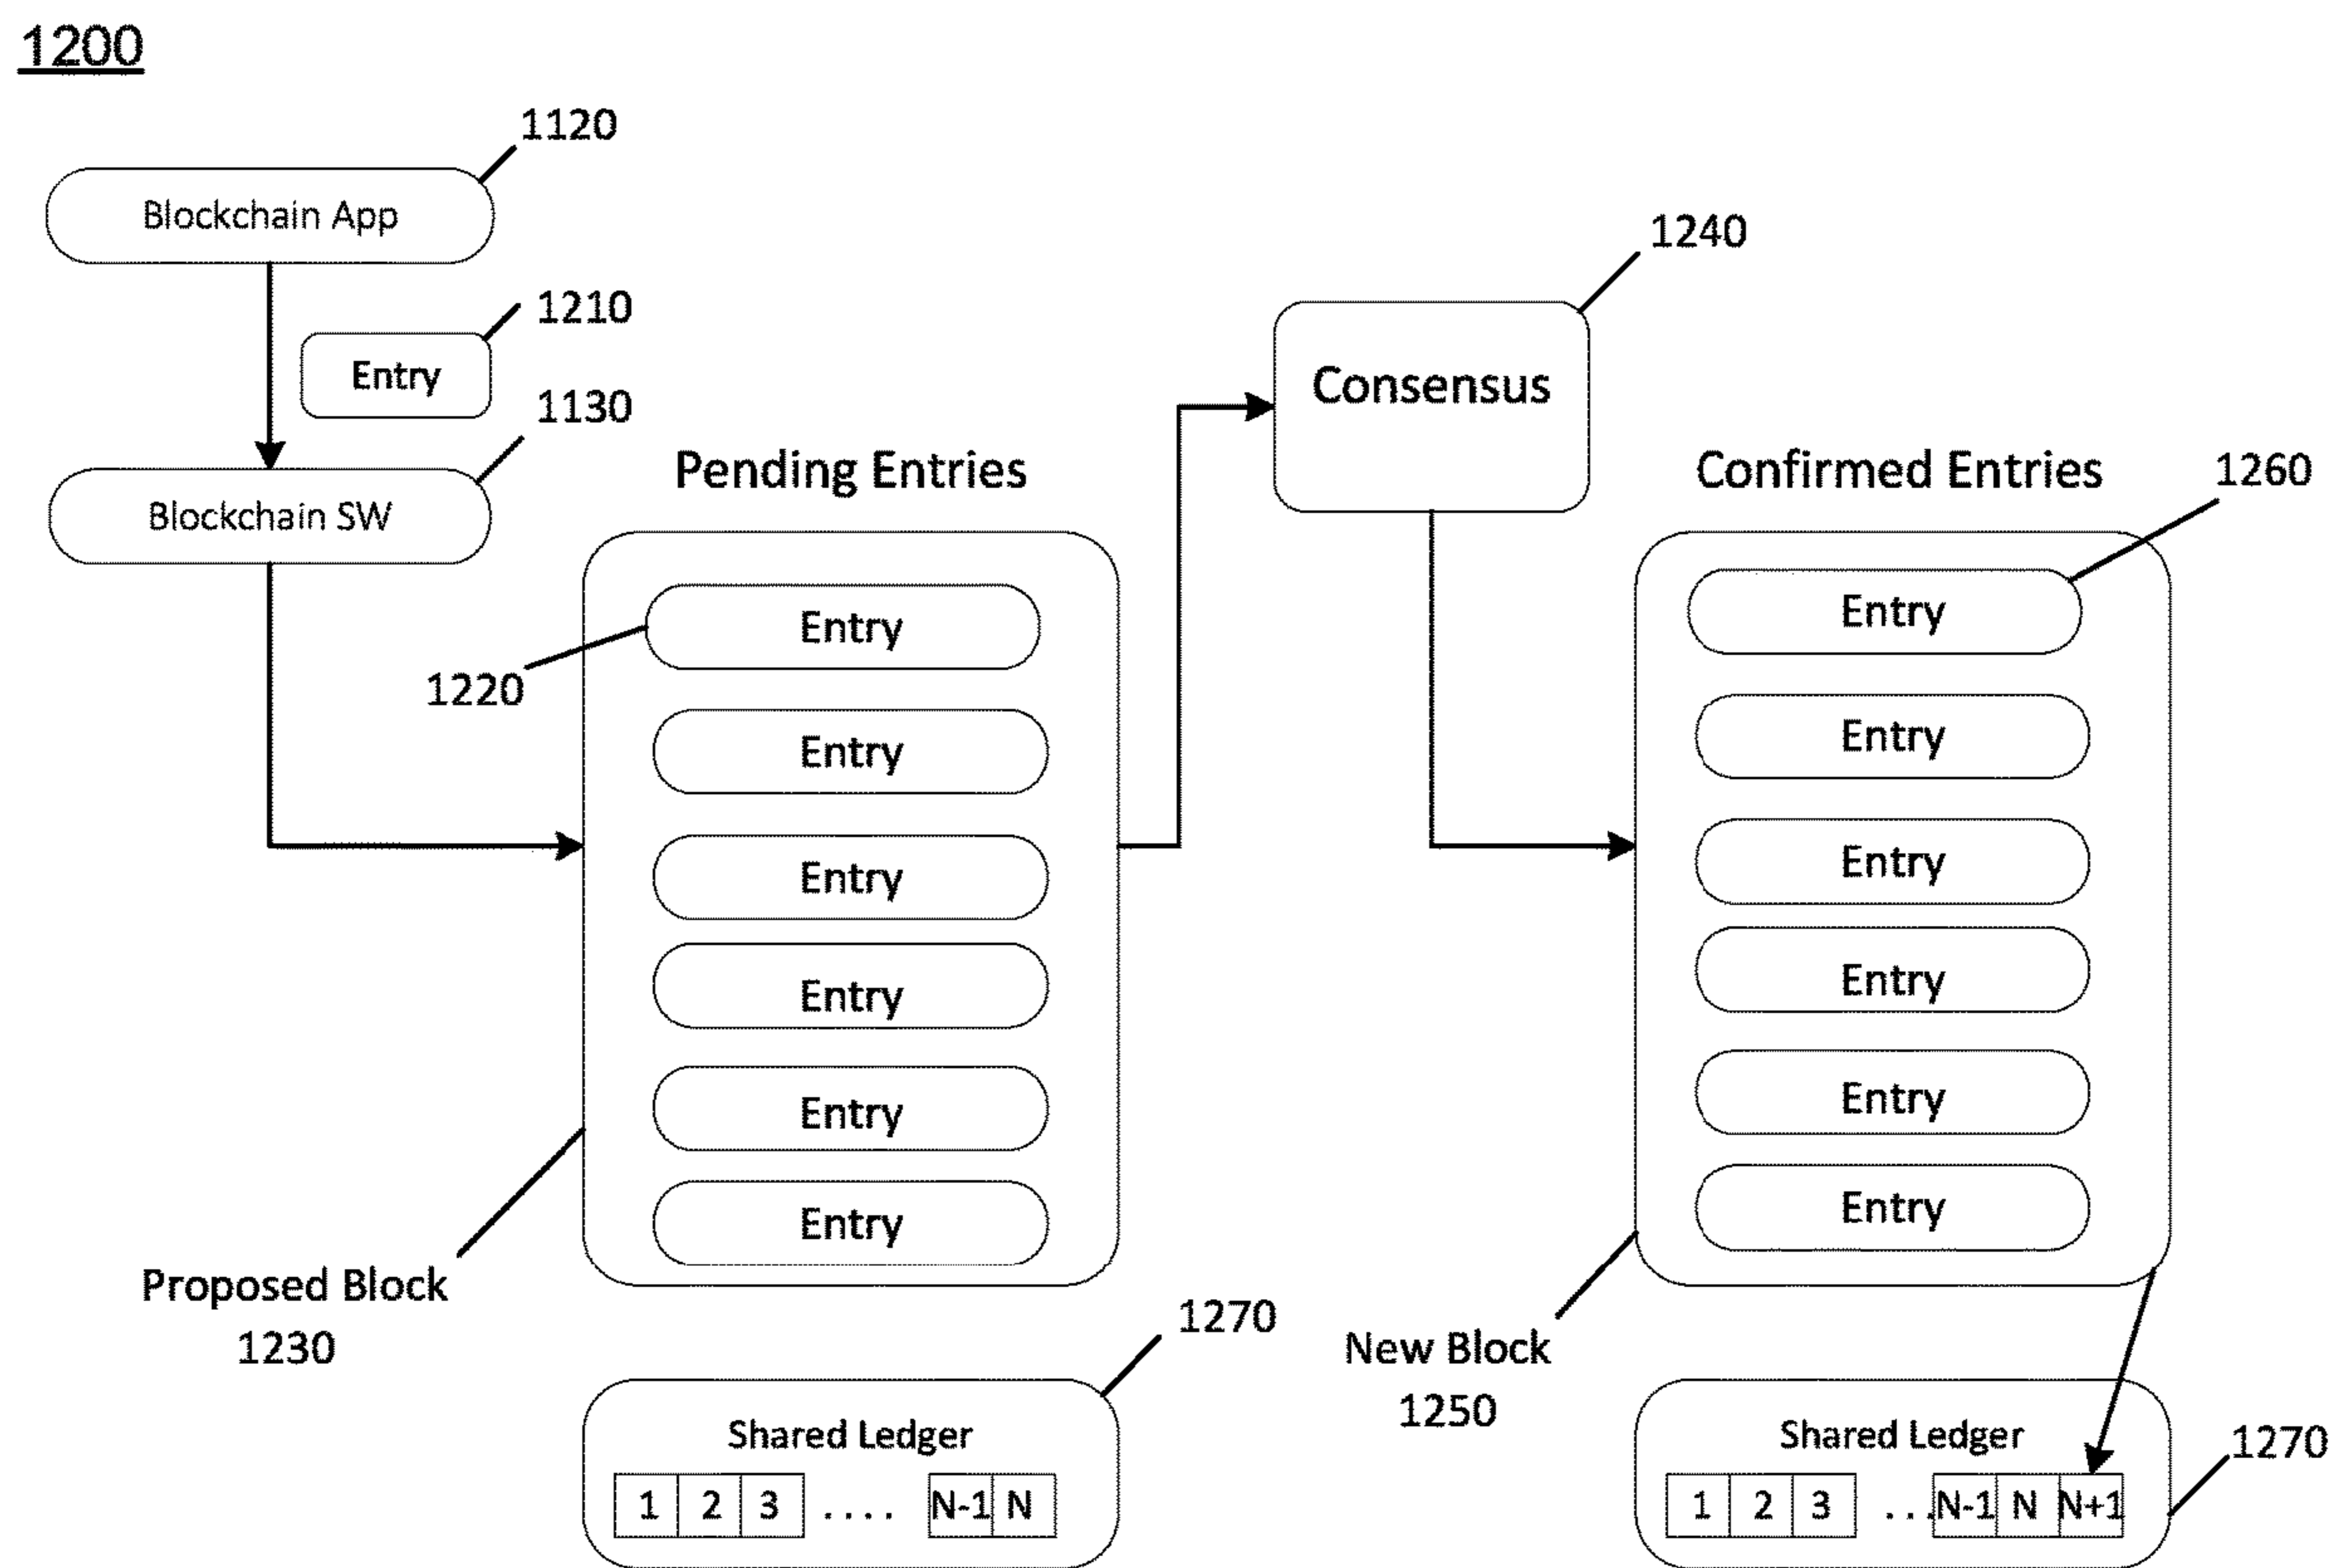 1200
1120
Blockchain App
1210
Entry
1130
Blockchain SW
Pending Entries
Entry
1220
Entry
Entry
Entry
Entry
Entry
Proposed Block
1230
1270
Shared Ledger
1 2 3 .... N-1 N
1240
Consensus
Confirmed Entries
1260
Entry
Entry
Entry
Entry
Entry
Entry
New Block
1250
Shared Ledger
1270
1 2 3 ... N-1 N N+1